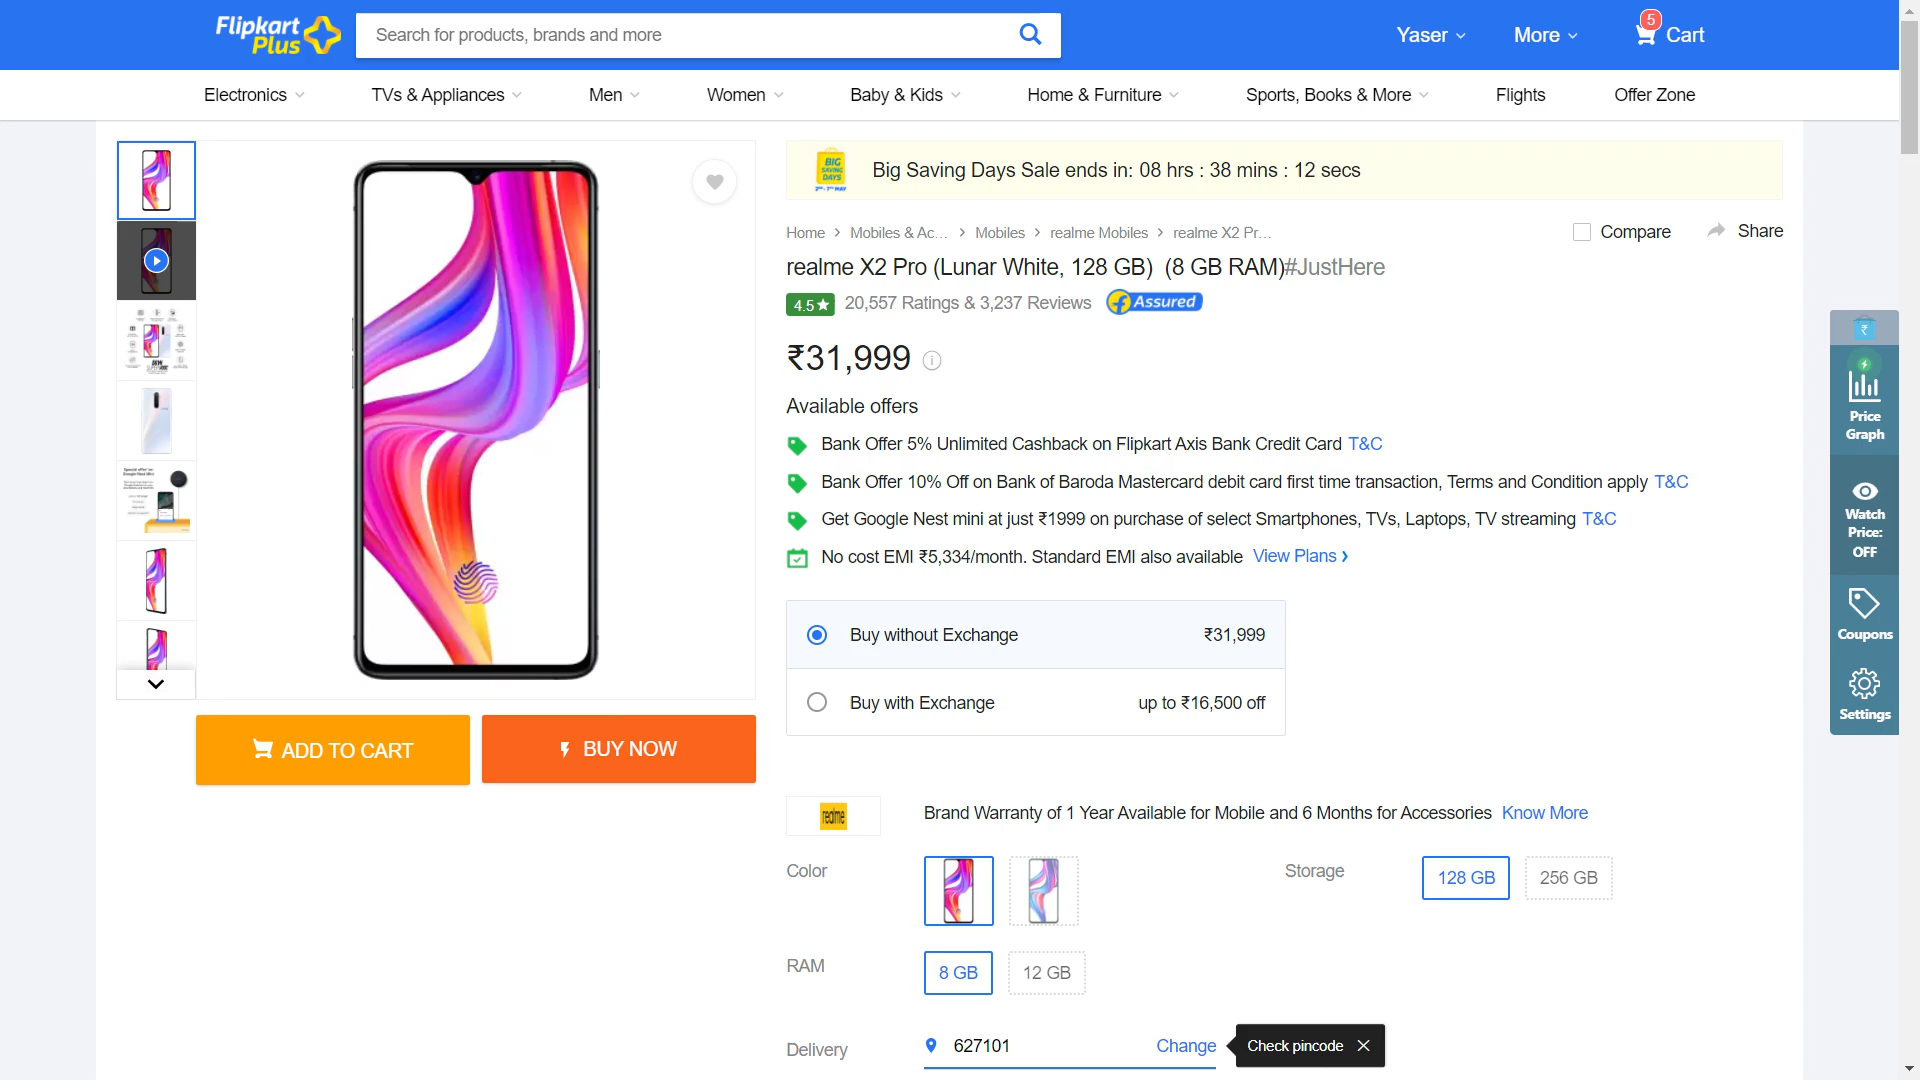 Flipkart
Plus
Search for products, brands and more
Yaser
More
5
Cart
Electronics
TVs & Appliances
Men
Women
Baby & Kids
Home & Furniture
Sports, Books & More
Flights
Offer Zone
BIG
SAVING
DAYS
Big Saving Days Sale ends in: 08 hrs : 38 mins : 12 secs
Home > Mobiles & Ac... > Mobiles > realme Mobiles > realme X2 Pr...
Compare
Share
realme X2 Pro (Lunar White, 128 GB) (8 GB RAM)#JustHere
4.5★ 20,557 Ratings & 3,237 Reviews
Assured
₹31,999
Available offers
Bank Offer 5% Unlimited Cashback on Flipkart Axis Bank Credit Card T&C
Bank Offer 10% Off on Bank of Baroda Mastercard debit card first time transaction, Terms and Condition apply T&C
Get Google Nest mini at just ₹1999 on purchase of select Smartphones, TVs, Laptops, TV streaming T&C
No cost EMI ₹5,334/month. Standard EMI also available View Plans ›
Buy without Exchange ₹31,999
Buy with Exchange up to ₹16,500 off
ADD TO CART
BUY NOW
realme
Brand Warranty of 1 Year Available for Mobile and 6 Months for Accessories Know More
Color
Storage
128 GB
256 GB
RAM
8 GB
12 GB
Delivery
627101
Change
Check pincode
₹
Price
Graph
Watch
Price:
OFF
Coupons
Settings